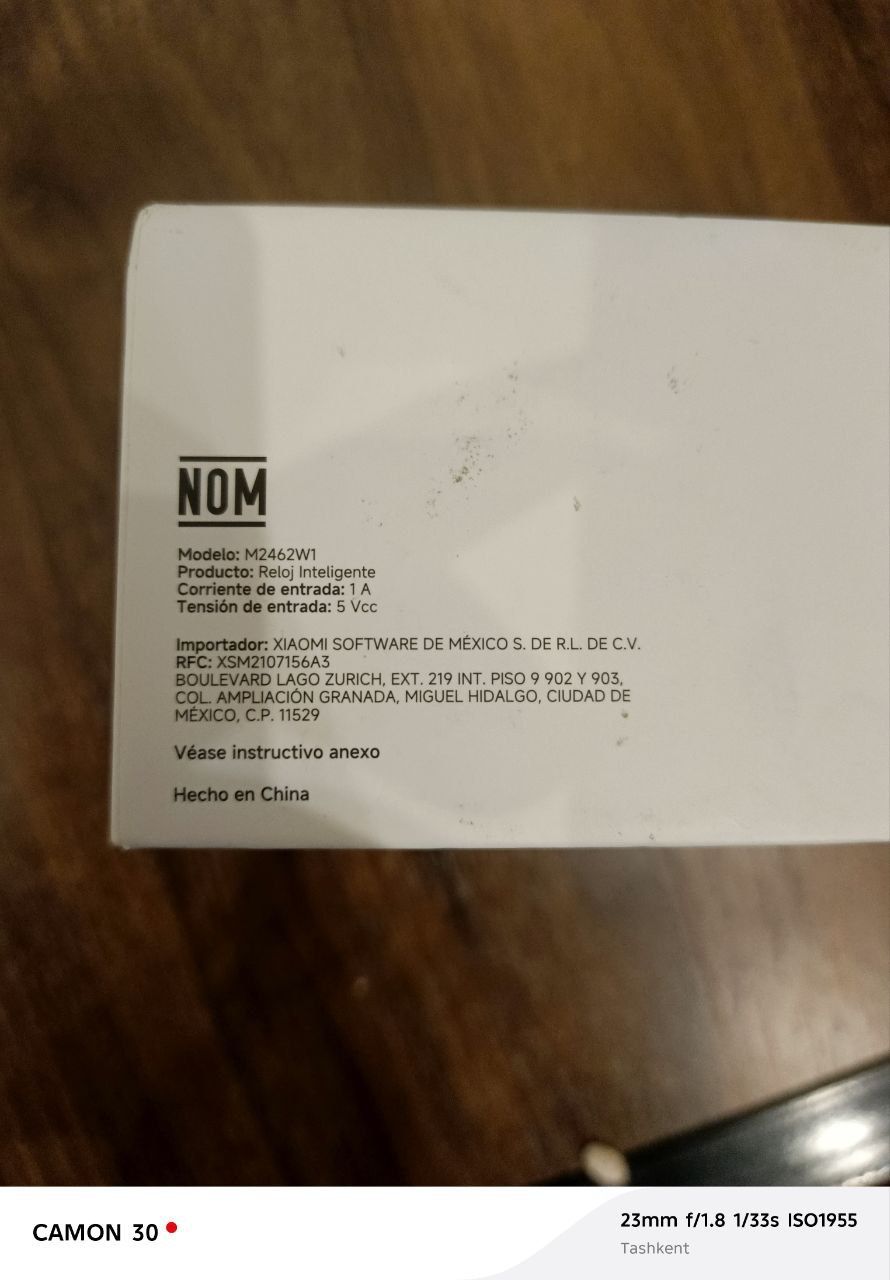 NOM
Modelo: M2462W1
Producto: Reloj Inteligente
Corriente de entrada: 1 A
Tensión de entrada: 5 Vcc
Importador: XIAOMI SOFTWARE DE MÉXICO S. DE R.L. DE C.V.
RFC: XSM2107156A3
BOULEVARD LAGO ZURICH, EXT. 219 INT. PISO 9 902 Y 903,
COL. AMPLIACIÓN GRANADA, MIGUEL HIDALGO, CIUDAD DE
MÉXICO, C.P. 11529
Véase instructivo anexo
Hecho en China
CAMON 30
23mm f/1.8 1/33s ISO1955
Tashkent